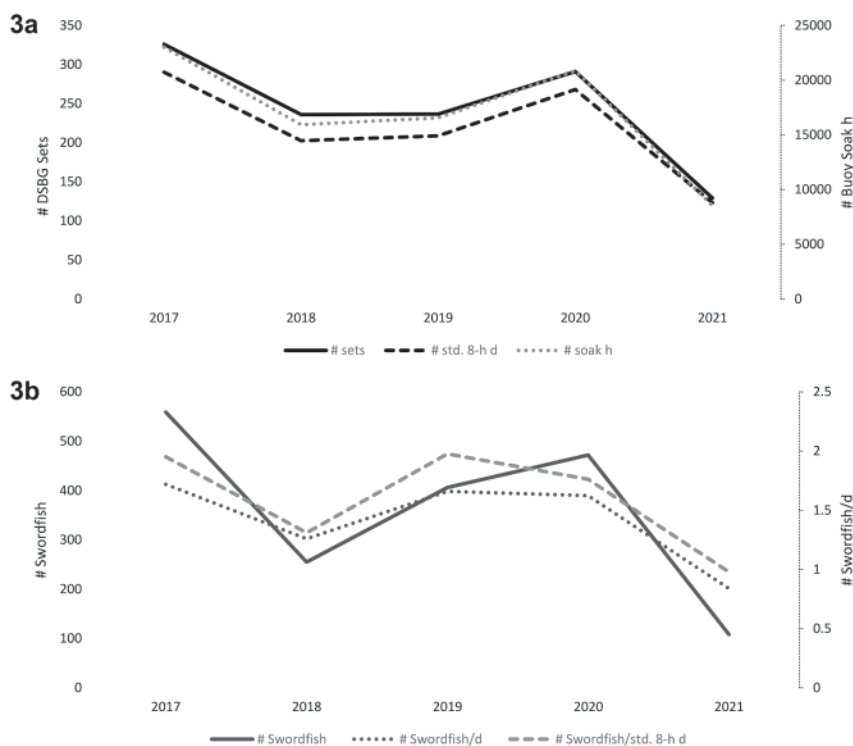 3a
350
300
250
200
150
100
50
0
# DSBG Sets
25000
20000
15000
10000
5000
0
# Buoy Soak h
2017 2018 2019 2020 2021
# sets # std. 8-h d # soak h
3b
600
500
400
300
200
100
0
# Swordfish
2.5
2
1.5
1
0.5
0
# Swordfish/d
2017 2018 2019 2020 2021
# Swordfish # Swordfish/d # Swordfish/std. 8-h d